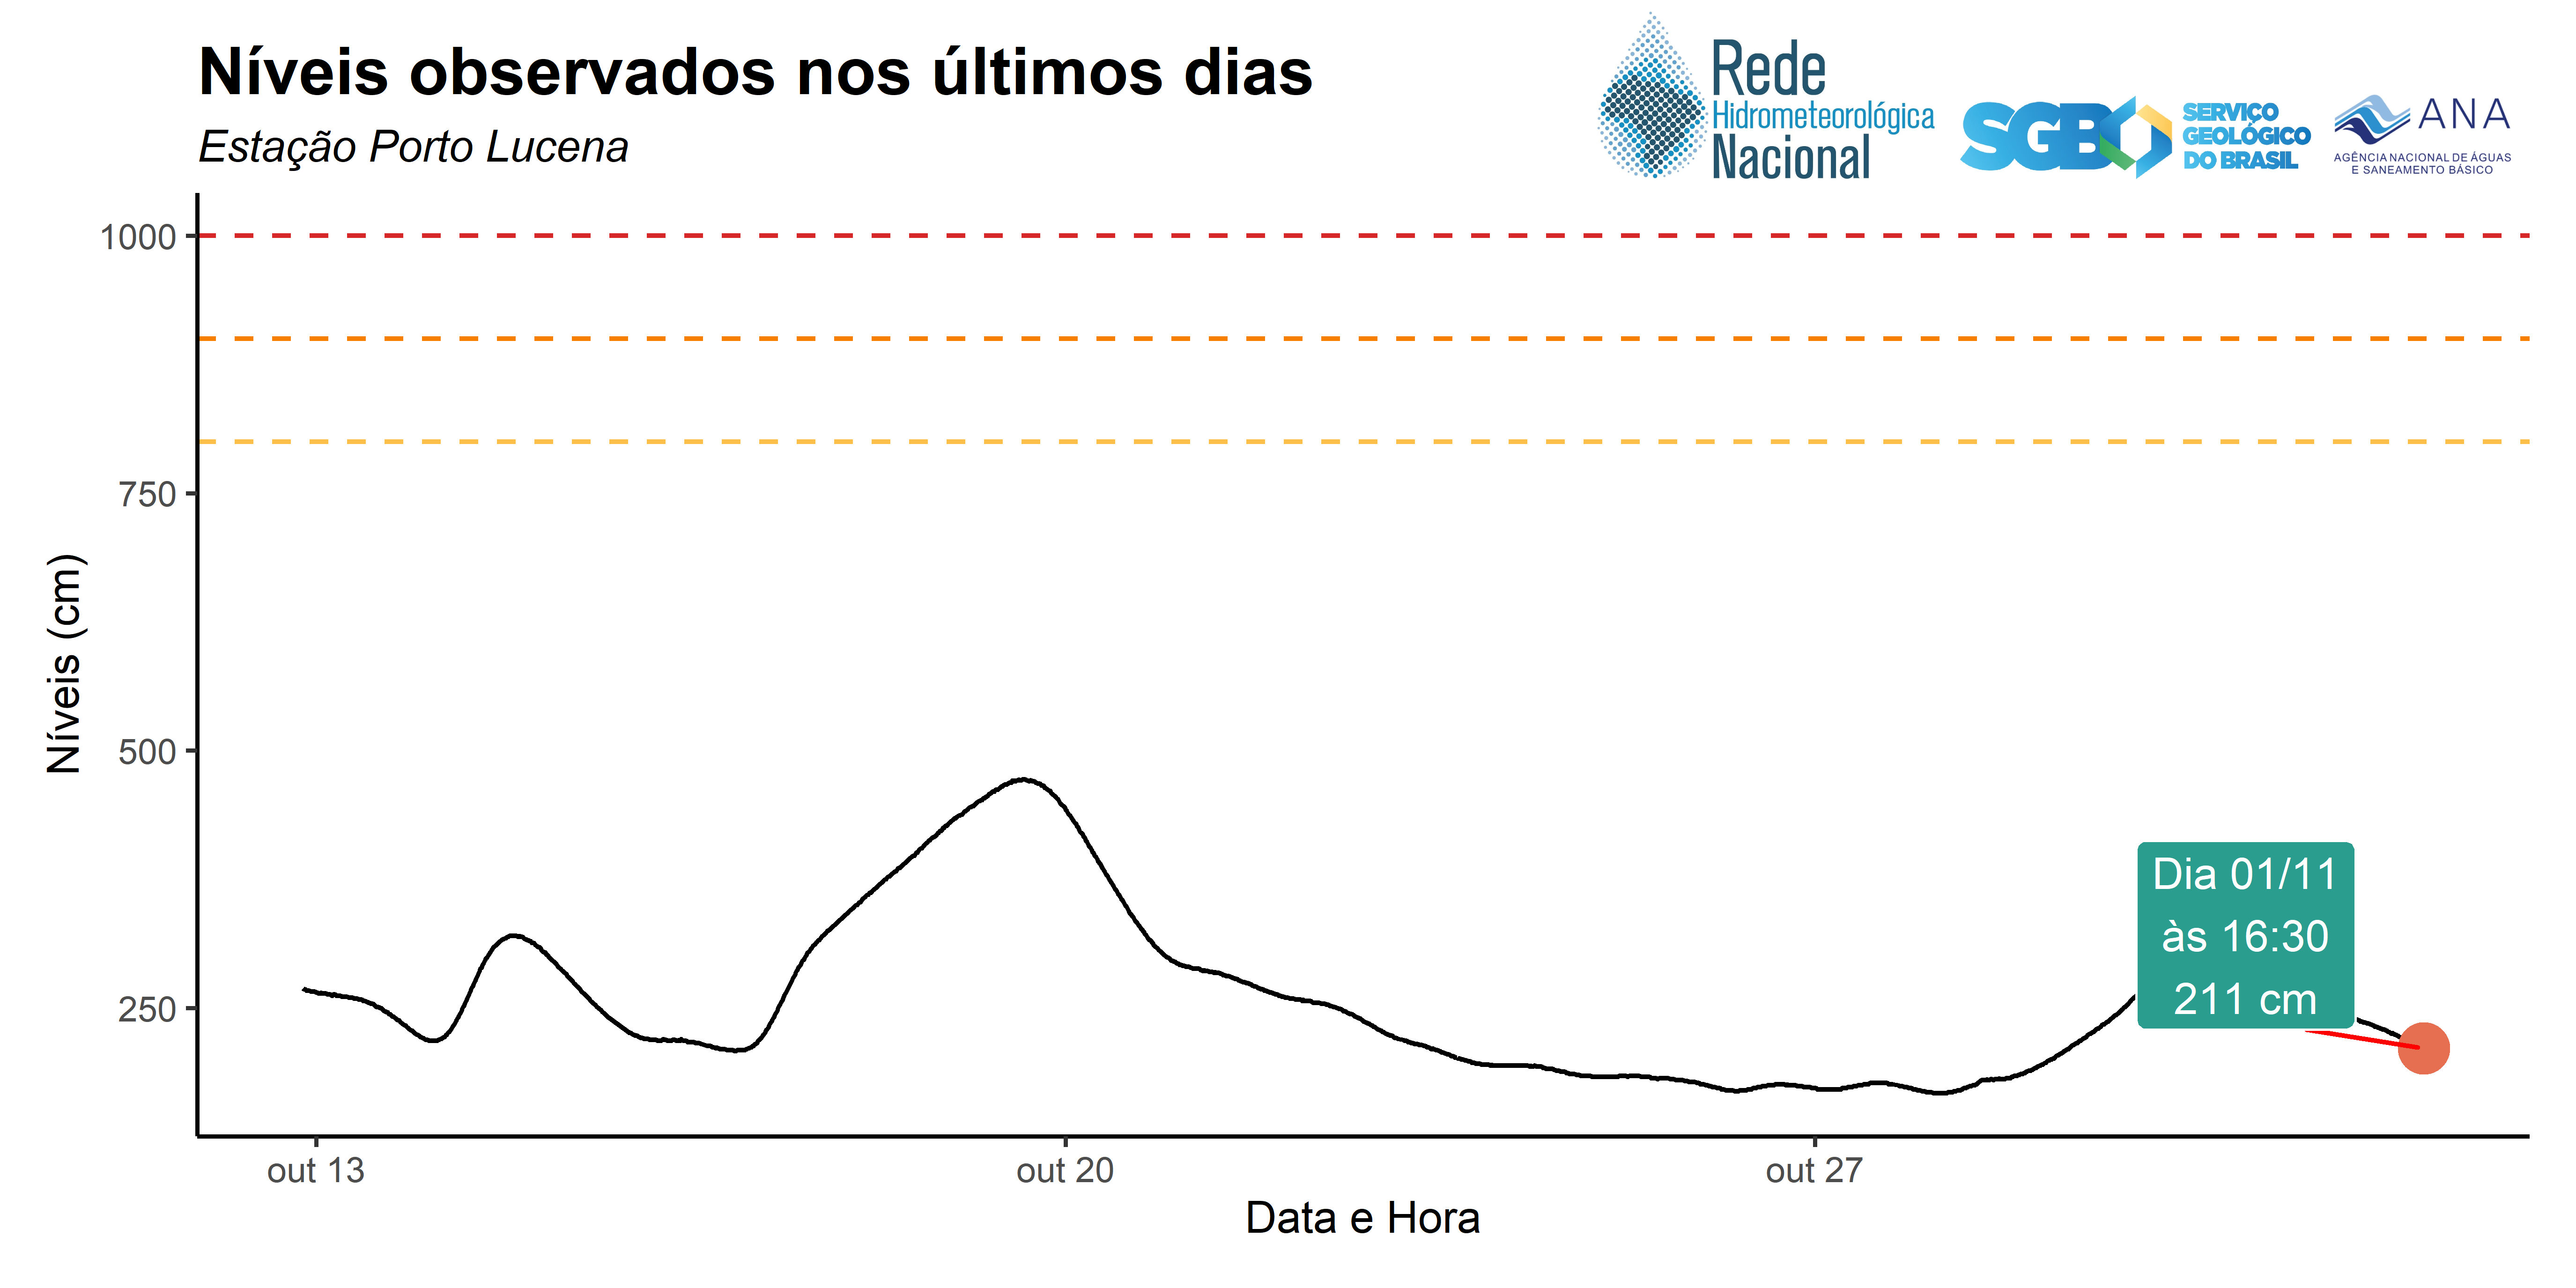 Níveis observados nos últimos dias
Estação Porto Lucena
Rede
Hidrometeorológica
Nacional
SGB
SERVIÇO
GEOLÓGICO
DO BRASIL
ANA
AGÊNCIA NACIONAL DE ÁGUAS
E SANEAMENTO BÁSICO
1000
750
500
250
Níveis (cm)
Dia 01/11
às 16:30
211 cm
out 13
out 20
out 27
Data e Hora